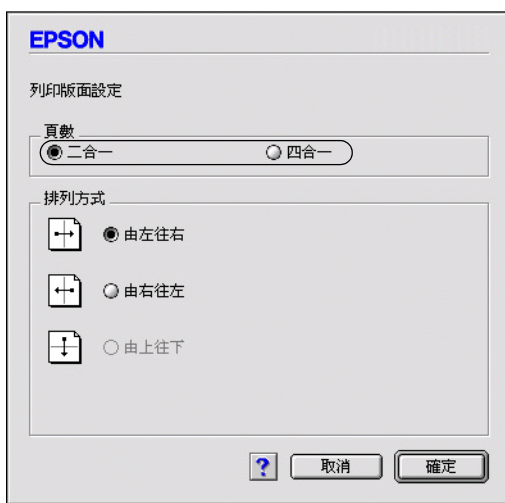 EPSON
列印版面設定
頁數
二合一 四合一
排列方式
由左往右
由右往左
由上往下
? 取消 確定